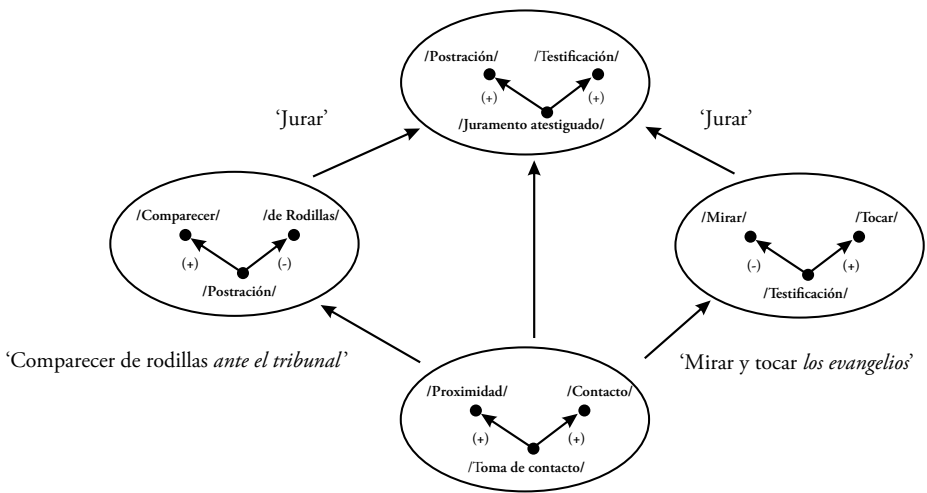 /Postración/ /Testificación/
(+) (+)
/Juramento atestiguado/
‘Jurar’ ‘Jurar’
/Comparecer/ /de Rodillas/
(+) (-)
/Postración/
/Mirar/ /Tocar/
(-) (+)
/Testificación/
‘Comparecer de rodillas ante el tribunal’
‘Mirar y tocar los evangelios’
/Proximidad/ /Contacto/
(+) (+)
/Toma de contacto/